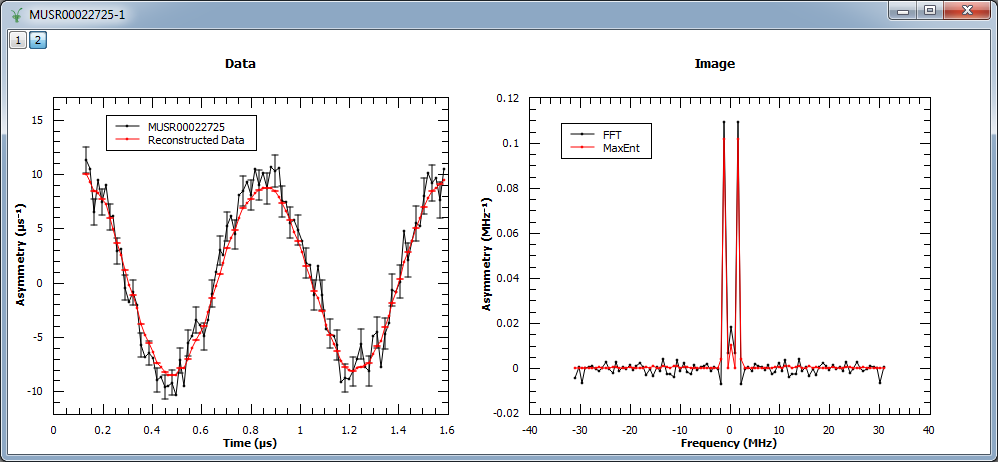 MUSR00022725-1
1 2
Data
Asymmetry (μs⁻¹)
15
10
5
0
-5
-10
MUSR00022725
Reconstructed Data
0 0.2 0.4 0.6 0.8 1 1.2 1.4 1.6
Time (μs)
Image
Asymmetry (MHz⁻¹)
0.12
0.1
0.08
0.06
0.04
0.02
0
-0.02
FFT
MaxEnt
-40 -30 -20 -10 0 10 20 30 40
Frequency (MHz)